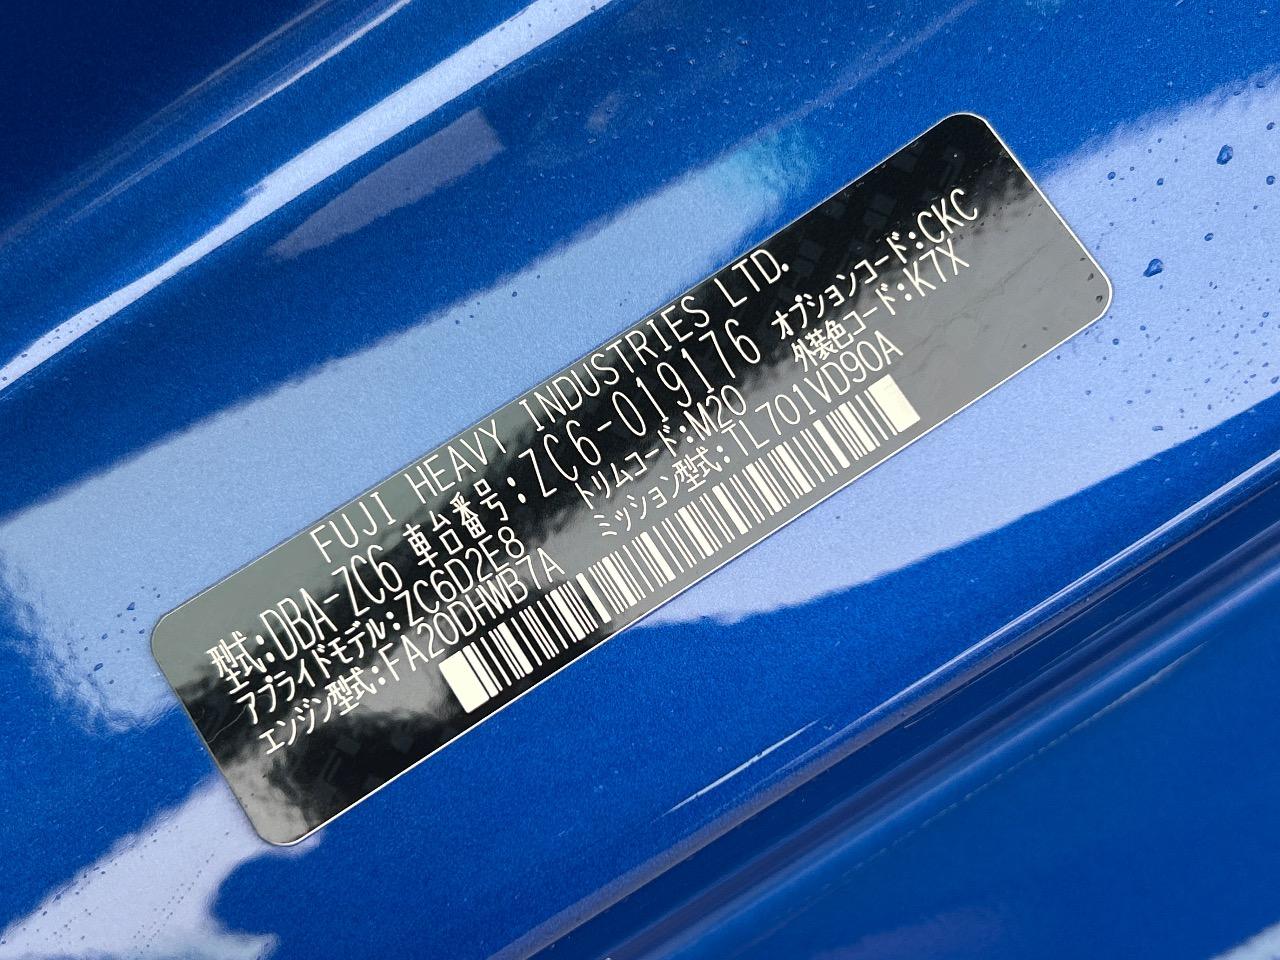 FUJI HEAVY INDUSTRIES LTD.
型式:DBA-ZC6 車台番号:ZC6-019176
アプライドモデル:ZC6D2E8 トリムコード:M20 オプションコード:CKC
エンジン型式:FA20DHWB7A ミッション型式:TL701VD90A 外装色コード:K7X